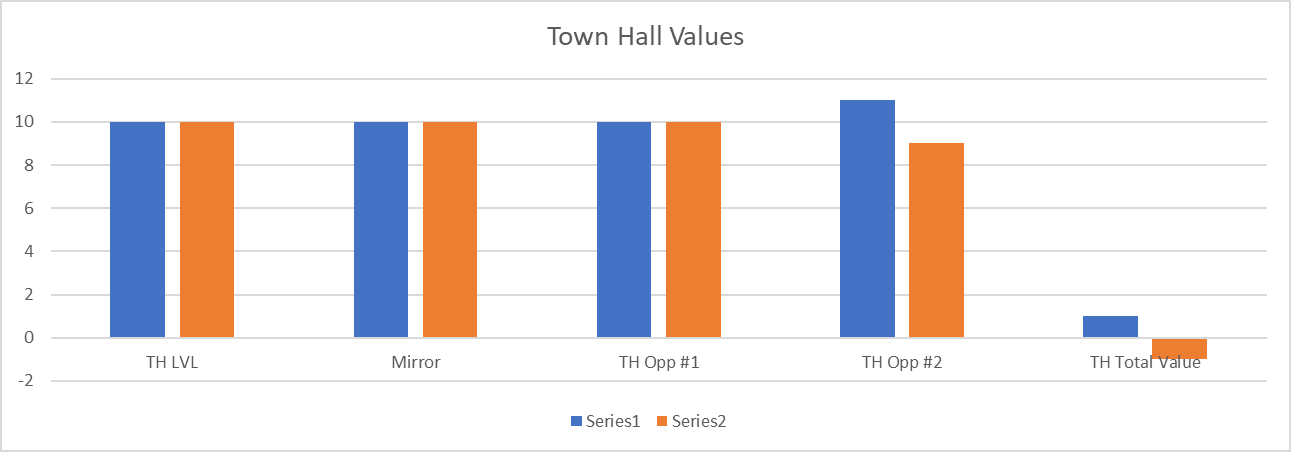 Town Hall Values
12
10
8
6
4
2
0
-2
TH LVL Mirror TH Opp #1 TH Opp #2 TH Total Value
Series1 Series2